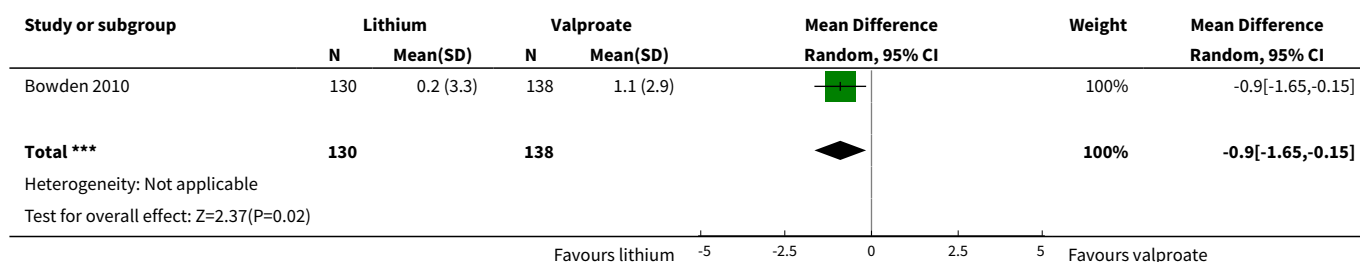 Study or subgroup Lithium Valproate Mean Difference Weight Mean Difference
N Mean(SD) N Mean(SD) Random, 95% CI Random, 95% CI
Bowden 2010 130 0.2 (3.3) 138 1.1 (2.9) 100% -0.9[-1.65,-0.15]
Total *** 130 138 100% -0.9[-1.65,-0.15]
Heterogeneity: Not applicable
Test for overall effect: Z=2.37(P=0.02)
Favours lithium -5 -2.5 0 2.5 5 Favours valproate